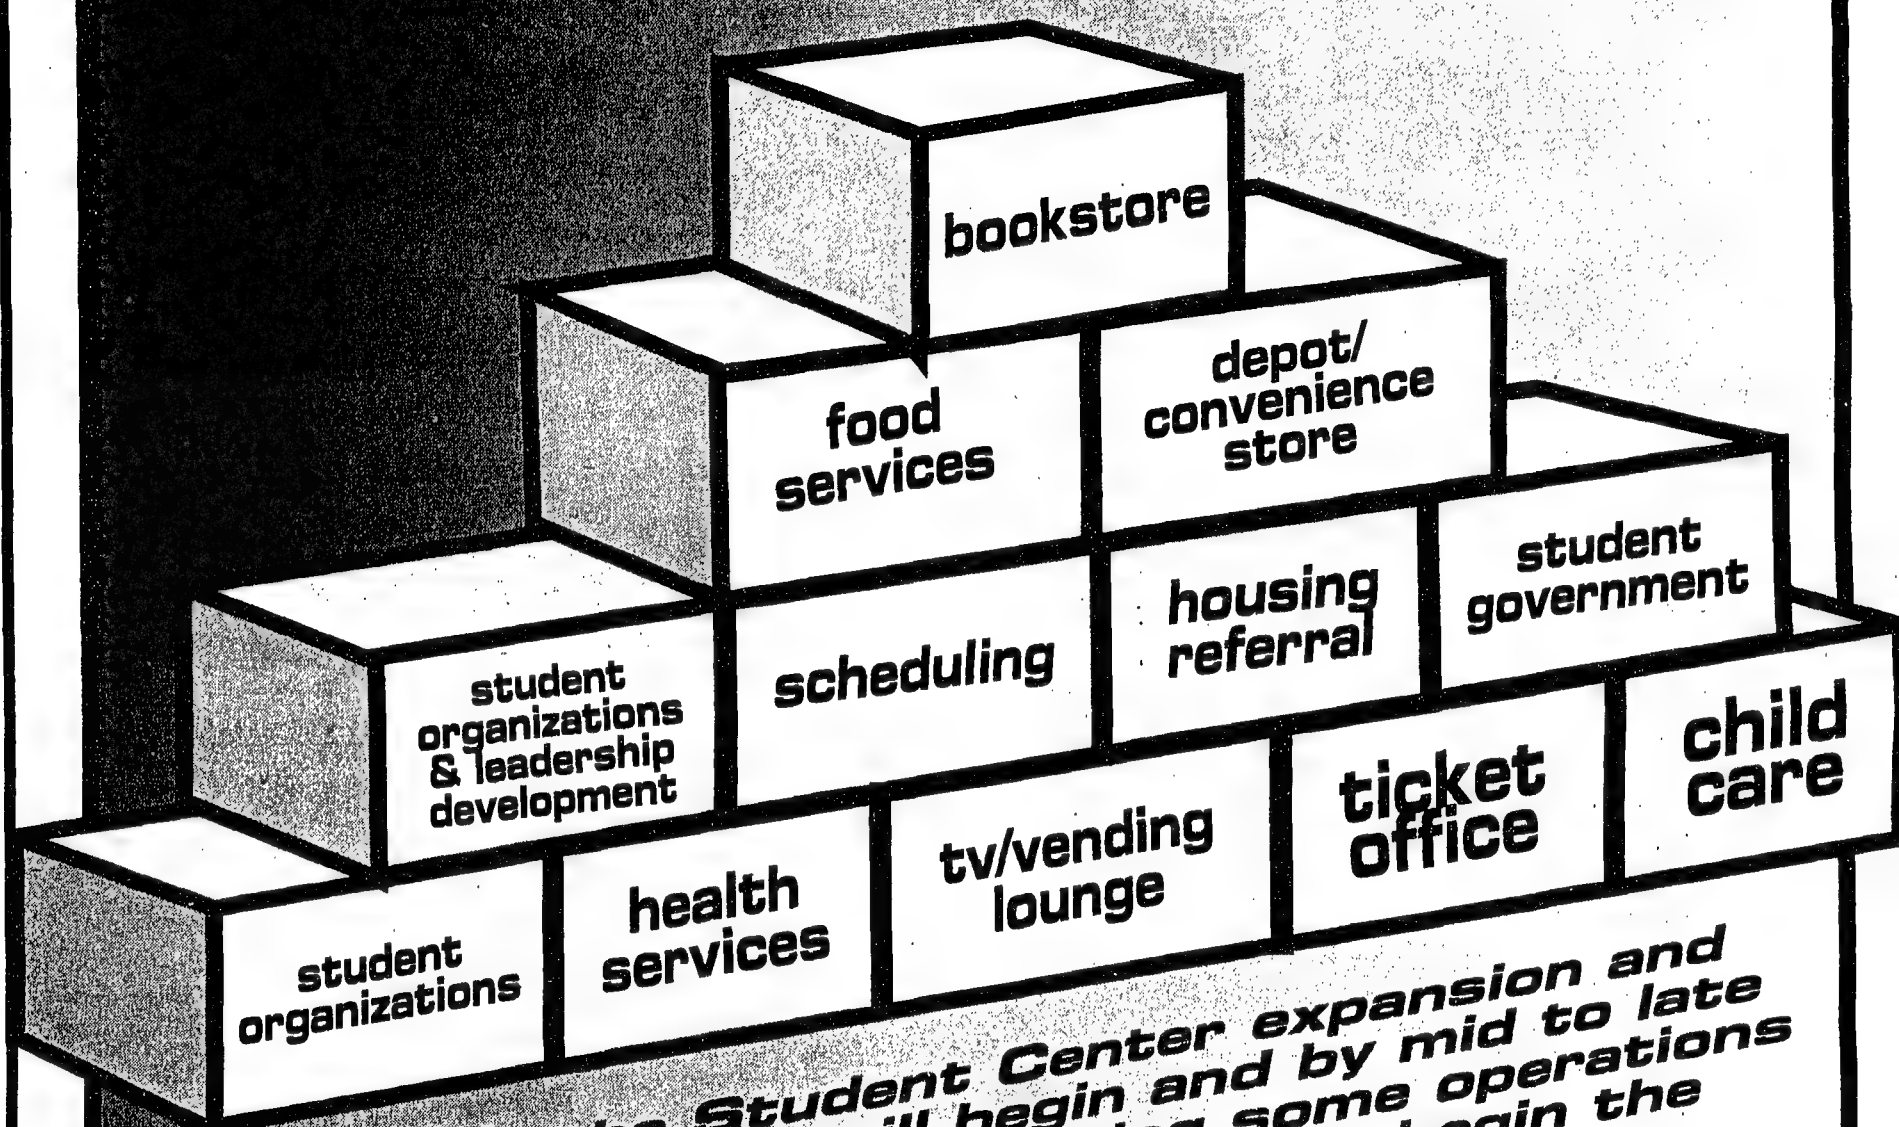 bookstore
food
services
depot/
convenience
store
student
organizations
& leadership
development
scheduling
housing
referral
student
government
student
organizations
health
services
tv/vending
lounge
ticket
office
child
care
Student Center expansion and
begin and by mid to late
some operations
the